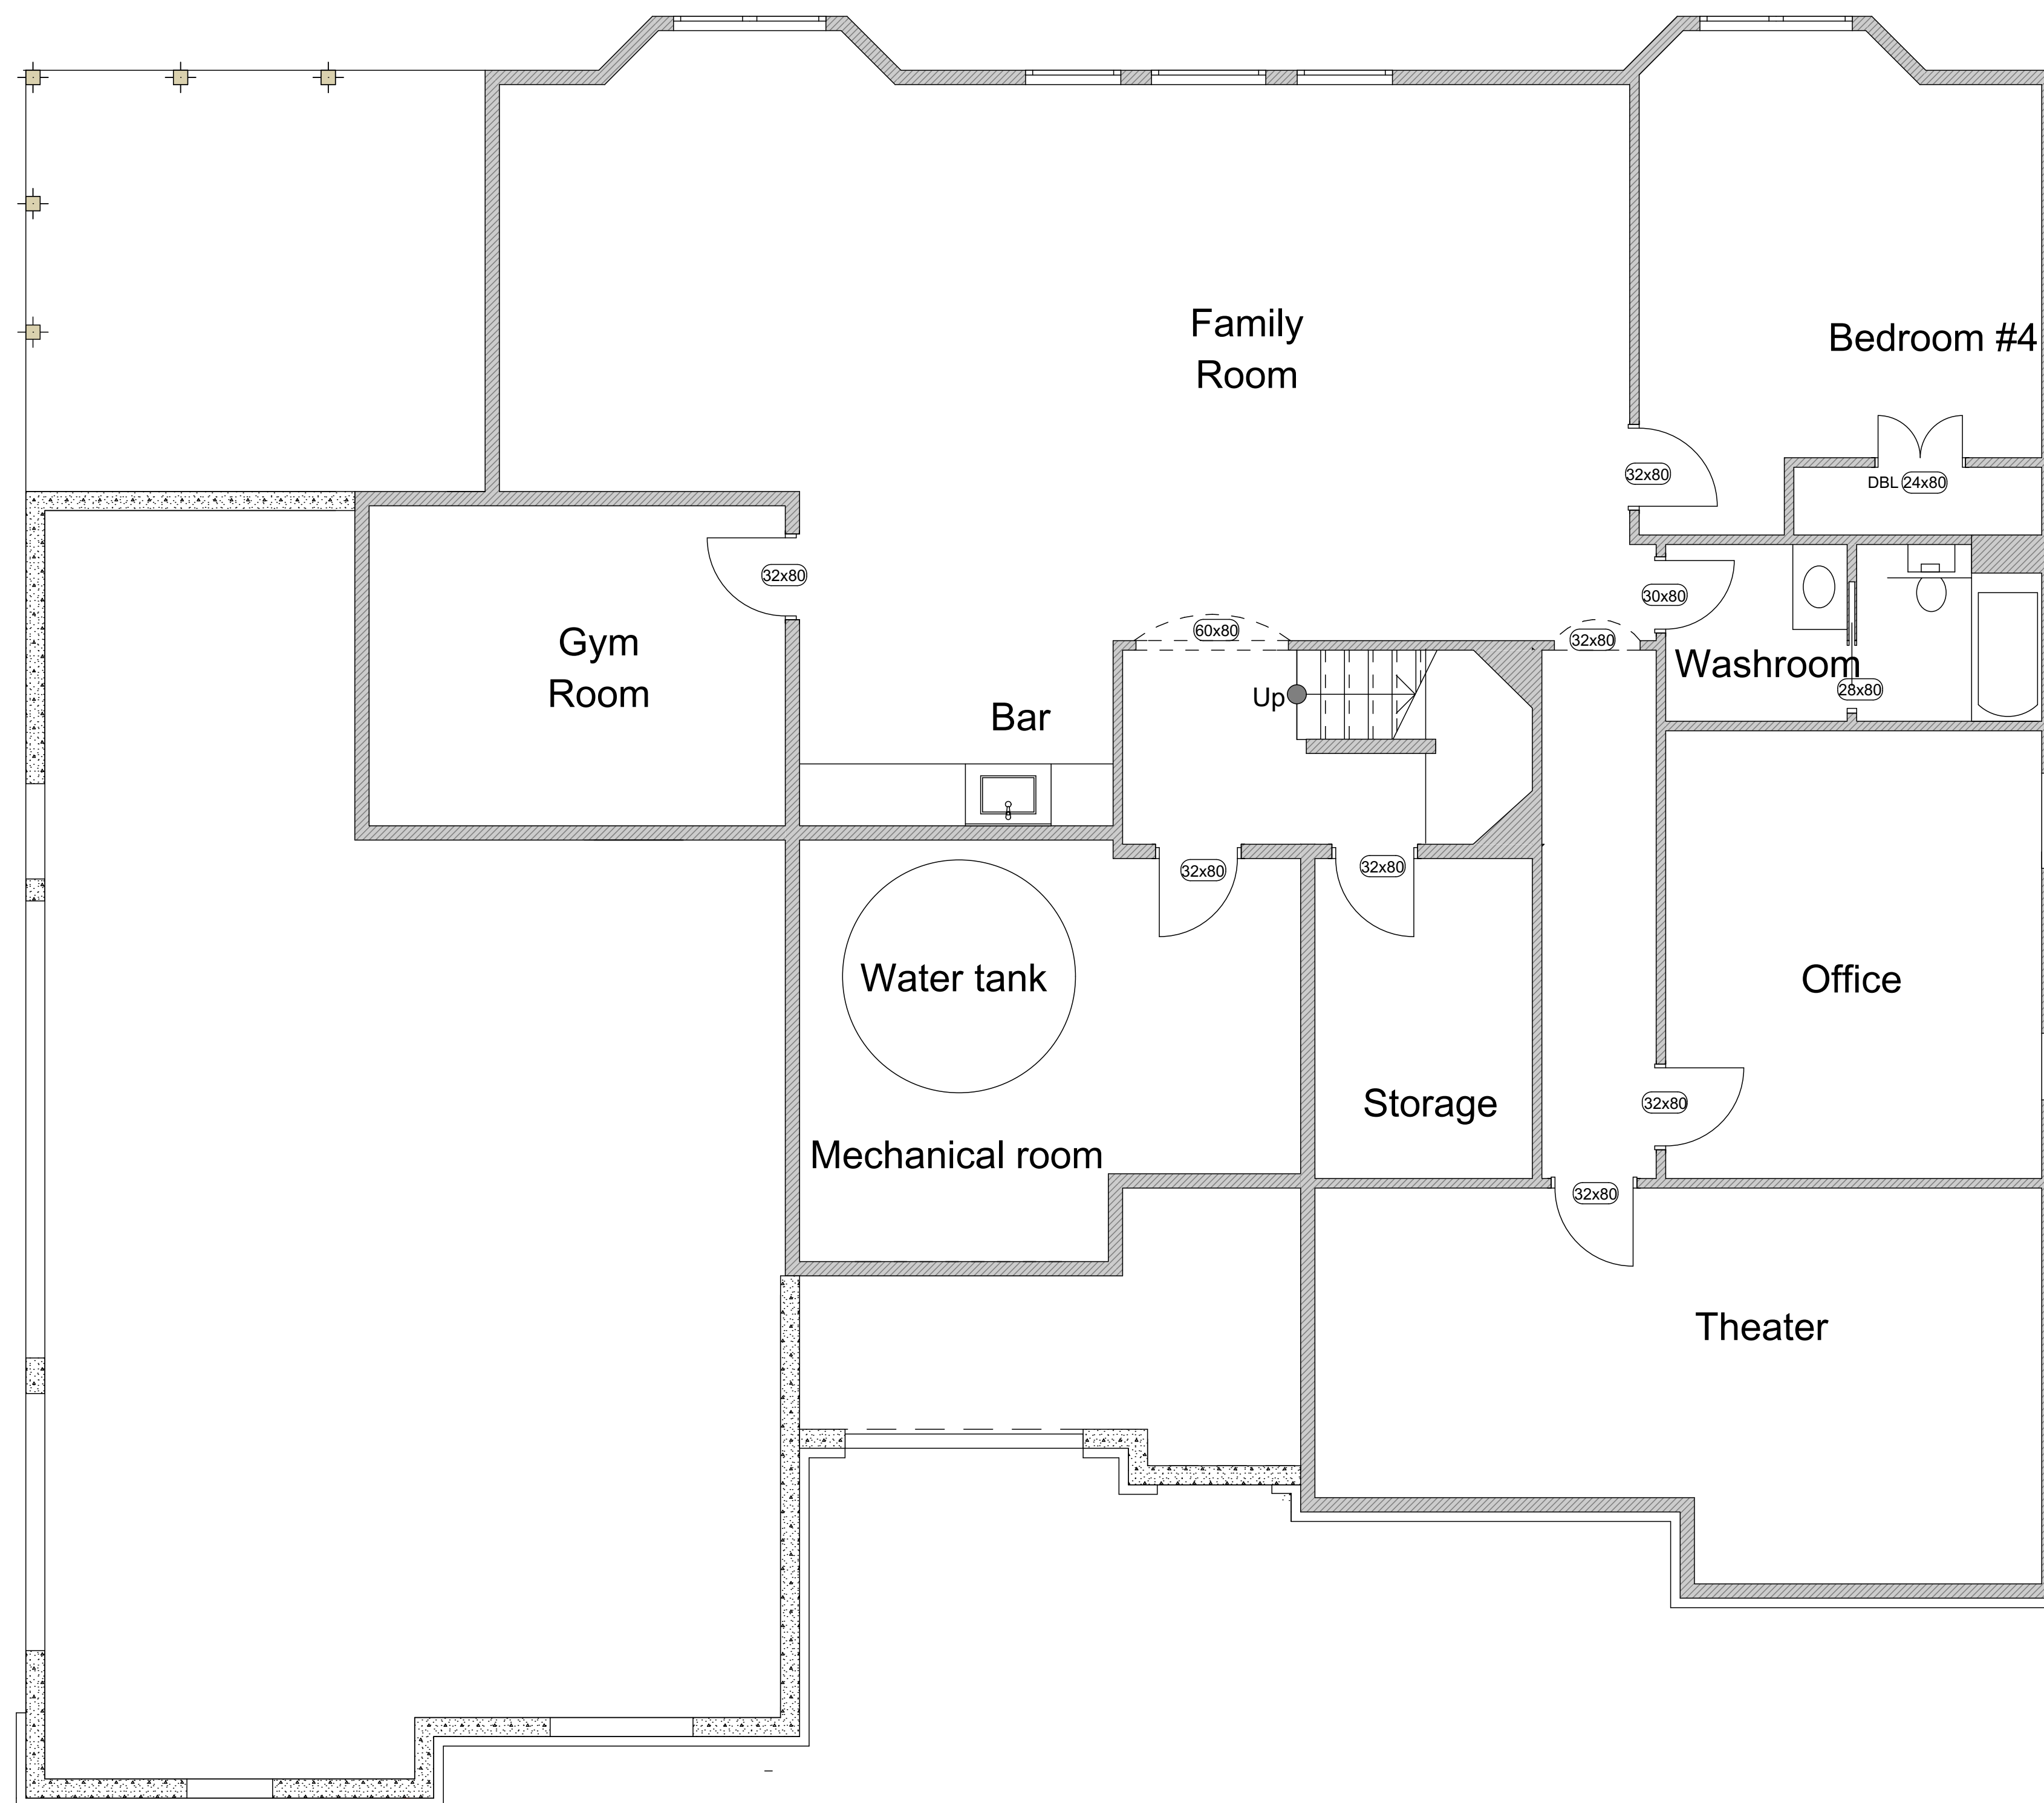 Family
Room
Bedroom #4
32x80
DBL 24x80
32x80
30x80
Gym
Room
60x80
32x80
Washroom
28x80
Up
Bar
32x80
32x80
Water tank
Office
Storage
32x80
Mechanical room
32x80
Theater